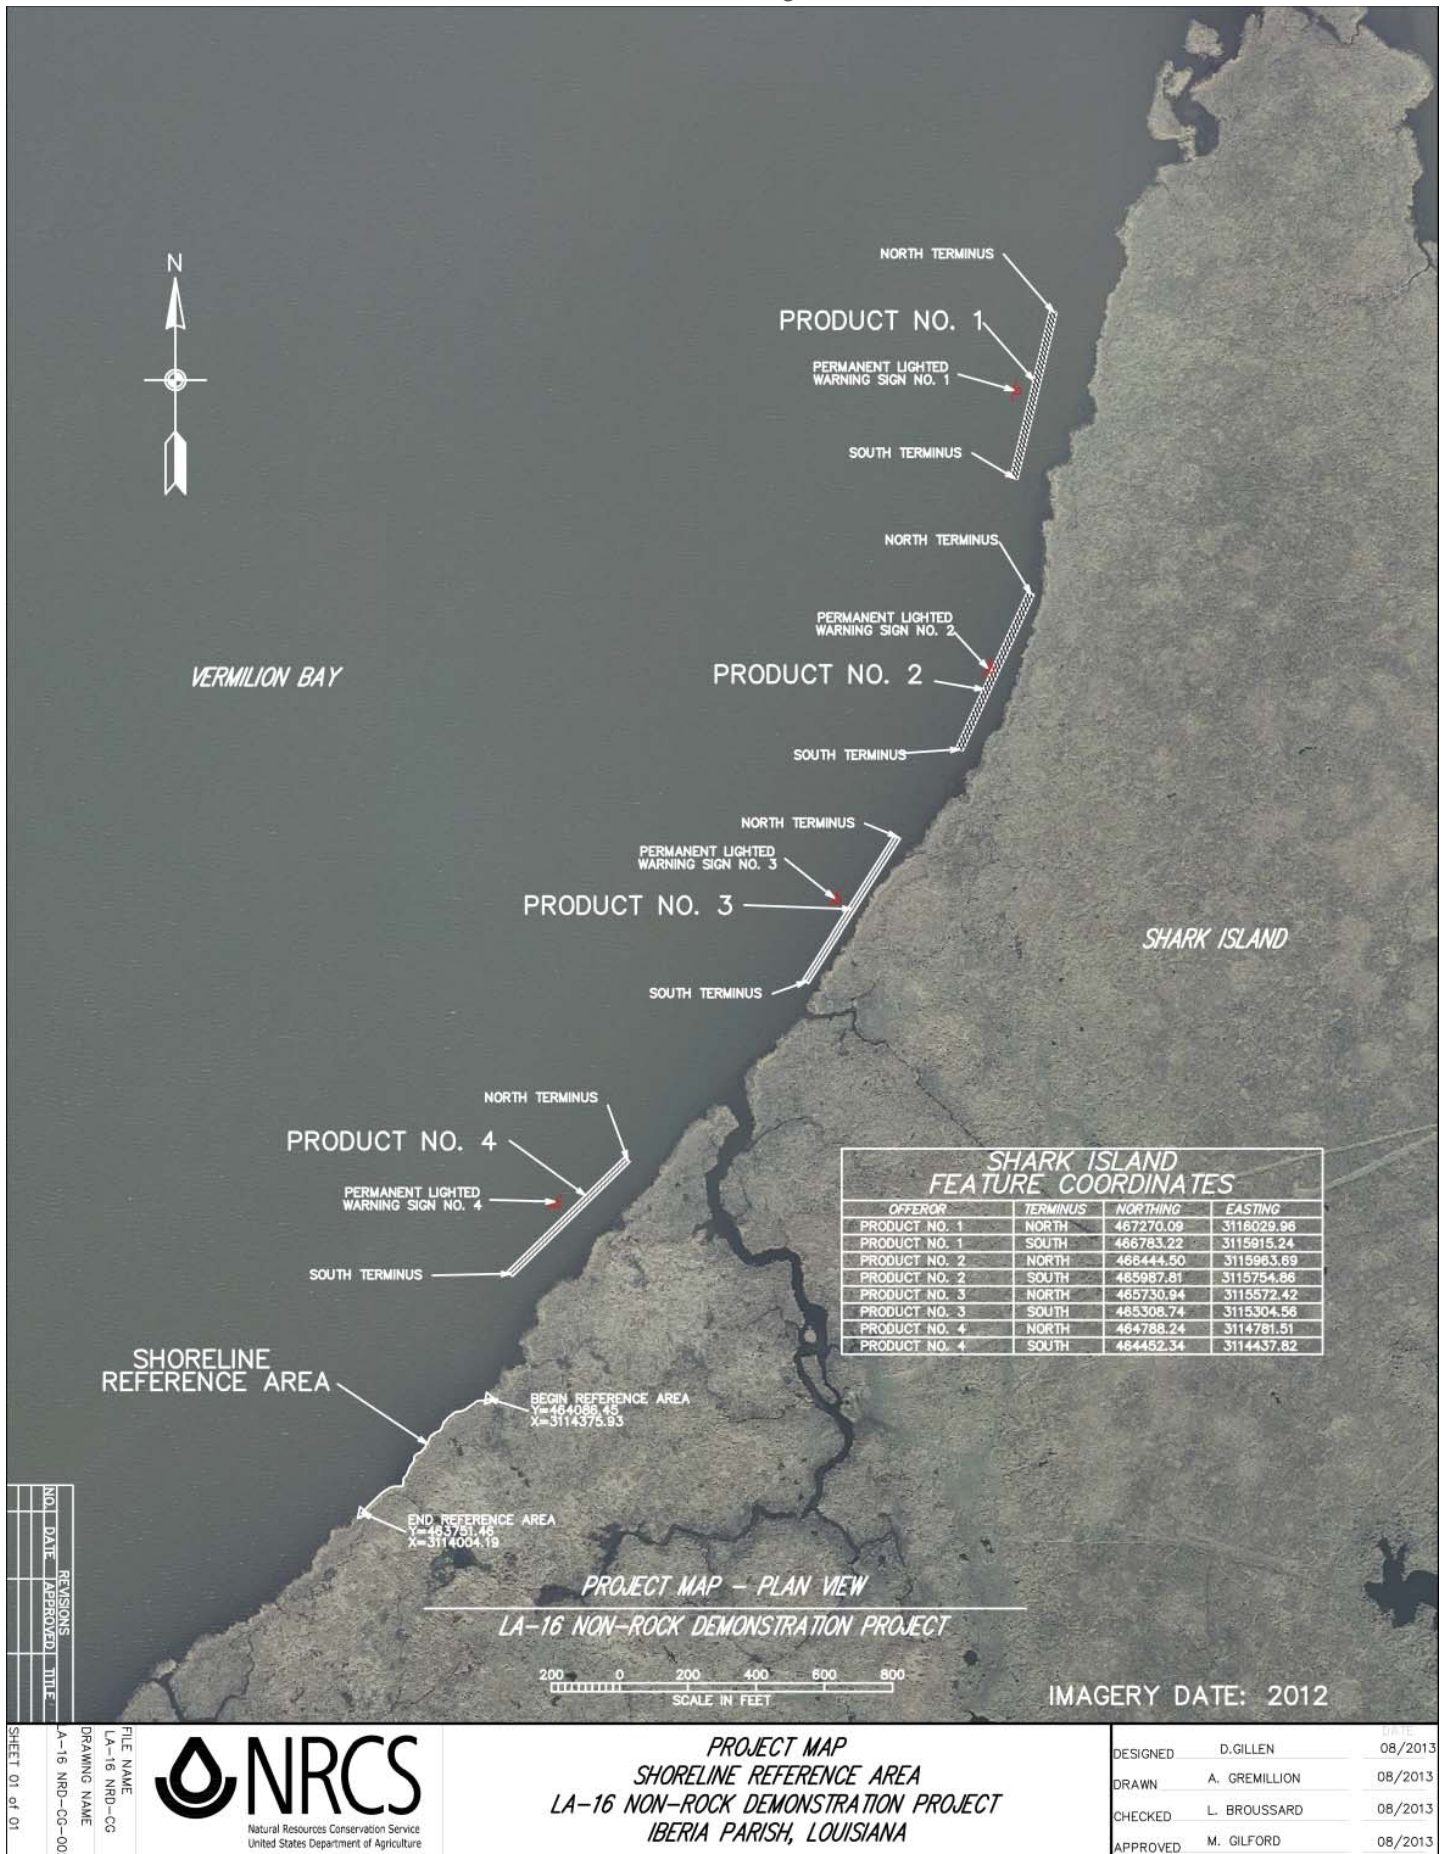 N
NORTH TERMINUS
PRODUCT NO. 1
PERMANENT LIGHTED
WARNING SIGN NO. 1
SOUTH TERMINUS
NORTH TERMINUS
PERMANENT LIGHTED
WARNING SIGN NO. 2
PRODUCT NO. 2
SOUTH TERMINUS
VERMILION BAY
NORTH TERMINUS
PERMANENT LIGHTED
WARNING SIGN NO. 3
PRODUCT NO. 3
SOUTH TERMINUS
SHARK ISLAND
NORTH TERMINUS
PRODUCT NO. 4
PERMANENT LIGHTED
WARNING SIGN NO. 4
SOUTH TERMINUS
SHARK ISLAND
FEATURE COORDINATES
OFFEROR TERMINUS NORTHING EASTING
PRODUCT NO. 1 NORTH 467270.09 3116029.96
PRODUCT NO. 1 SOUTH 466783.22 3115915.24
PRODUCT NO. 2 NORTH 466444.50 3115963.69
PRODUCT NO. 2 SOUTH 465987.81 3115754.86
PRODUCT NO. 3 NORTH 465730.94 3115572.42
PRODUCT NO. 3 SOUTH 465308.74 3115304.56
PRODUCT NO. 4 NORTH 464788.24 3114781.51
PRODUCT NO. 4 SOUTH 464452.34 3114437.82
SHORELINE
REFERENCE AREA
BEGIN REFERENCE AREA
Y=464086.45
X=3114375.93
END REFERENCE AREA
Y=463751.46
X=3114004.19
PROJECT MAP - PLAN VIEW
LA-16 NON-ROCK DEMONSTRATION PROJECT
200 0 200 400 600 800
SCALE IN FEET
IMAGERY DATE: 2012
REVISIONS
NO. DATE APPROVED TITLE
FILE NAME
LA-16 NRD-CG
DRAWING NAME
LA-16 NRD-CG-00
SHEET 01 of 01
NRCS
Natural Resources Conservation Service
United States Department of Agriculture
PROJECT MAP
SHORELINE REFERENCE AREA
LA-16 NON-ROCK DEMONSTRATION PROJECT
IBERIA PARISH, LOUISIANA
DATE
DESIGNED D.GILLEN 08/2013
DRAWN A. GREMILLION 08/2013
CHECKED L. BROUSSARD 08/2013
APPROVED M. GILFORD 08/2013